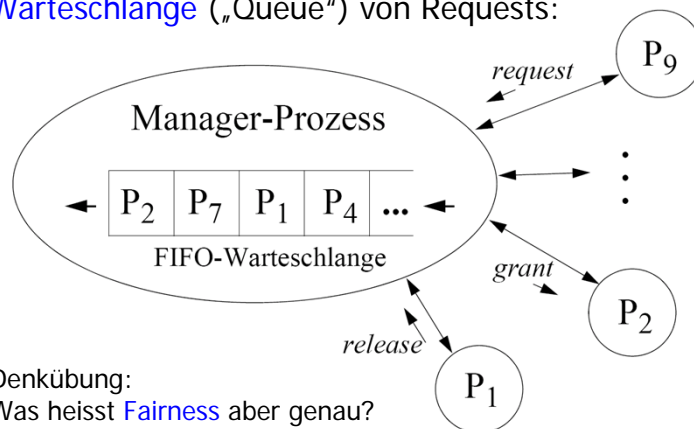 Warteschlange („Queue“) von Requests:
P9
request
Manager-Prozess
P2 P7 P1 P4 ...
FIFO-Warteschlange
grant
P2
release
P1
Denkübung:
Was heisst Fairness aber genau?